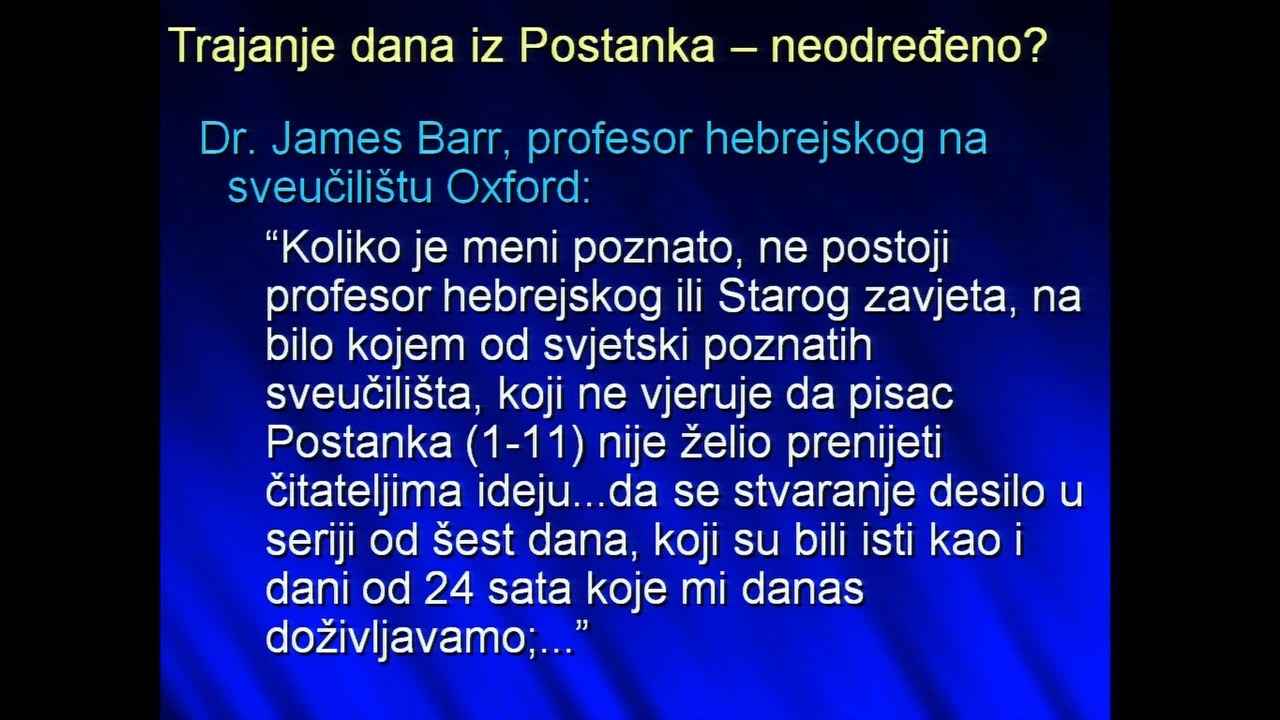 Trajanje dana iz Postanka – neodređeno?
Dr. James Barr, profesor hebrejskog na
sveučilištu Oxford:
“Koliko je meni poznato, ne postoji
profesor hebrejskog ili Starog zavjeta, na
bilo kojem od svjetski poznatih
sveučilišta, koji ne vjeruje da pisac
Postanka (1-11) nije želio prenijeti
čitateljima ideju...da se stvaranje desilo u
seriji od šest dana, koji su bili isti kao i
dani od 24 sata koje mi danas
doživljavamo;...”